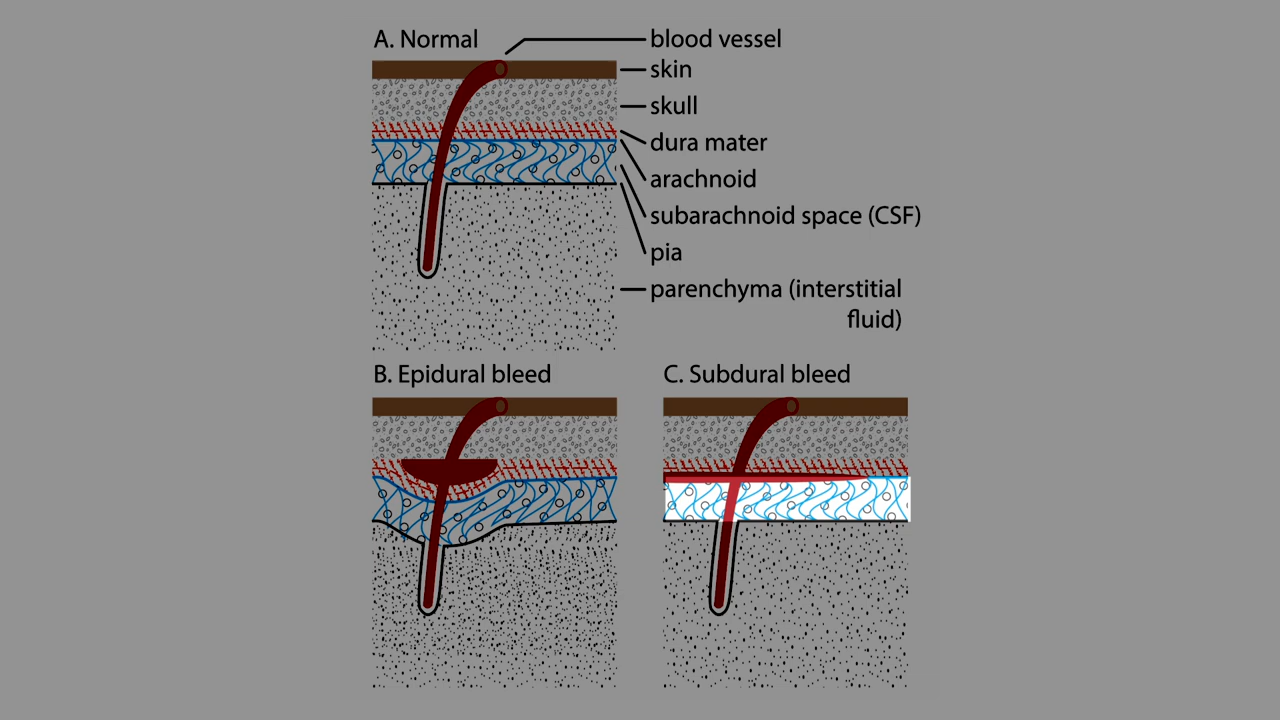 A. Normal
blood vessel
skin
skull
dura mater
arachnoid
subarachnoid space (CSF)
pia
parenchyma (interstitial
fluid)
B. Epidural bleed
C. Subdural bleed